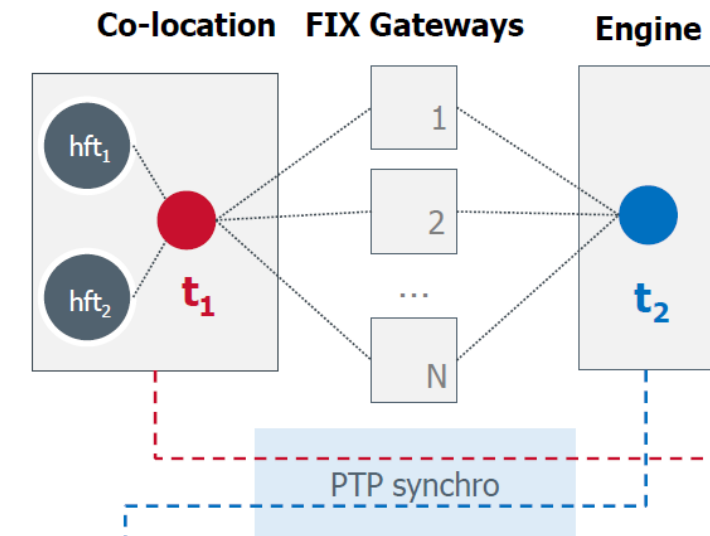 Co-location FIX Gateways Engine
hft₁
1
2
hft₂
t₁
...
t₂
N
PTP synchro